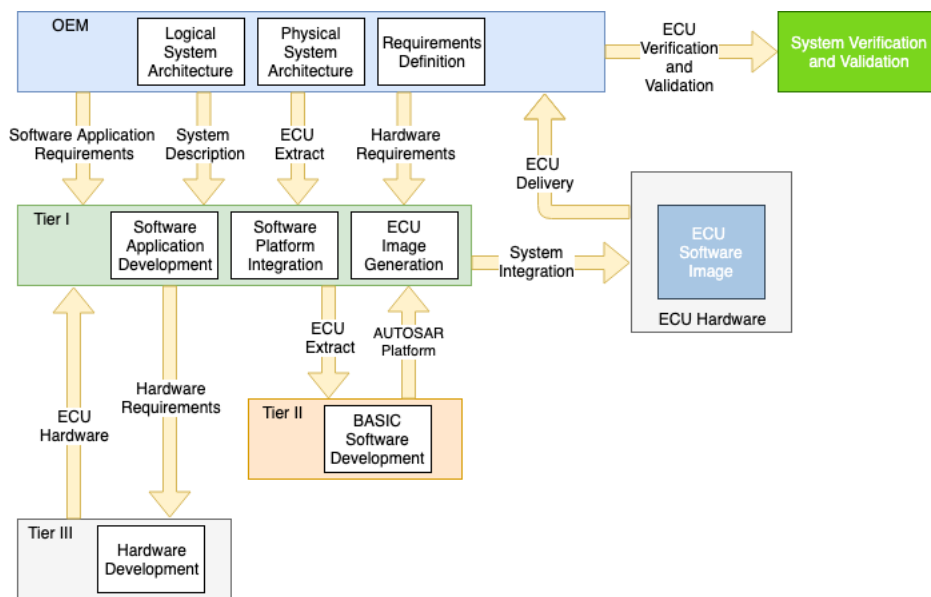 OEM
Logical
System
Architecture
Physical
System
Architecture
Requirements
Definition
ECU
Verification
and
Validation
System Verification
and Validation
Software Application
Requirements
System
Description
ECU
Extract
Hardware
Requirements
ECU
Delivery
Tier I
Software
Application
Development
Software
Platform
Integration
ECU
Image
Generation
System
Integration
ECU
Software
Image
ECU Hardware
ECU
Hardware
Hardware
Requirements
ECU
Extract
AUTOSAR
Platform
Tier II
BASIC
Software
Development
Tier III
Hardware
Development